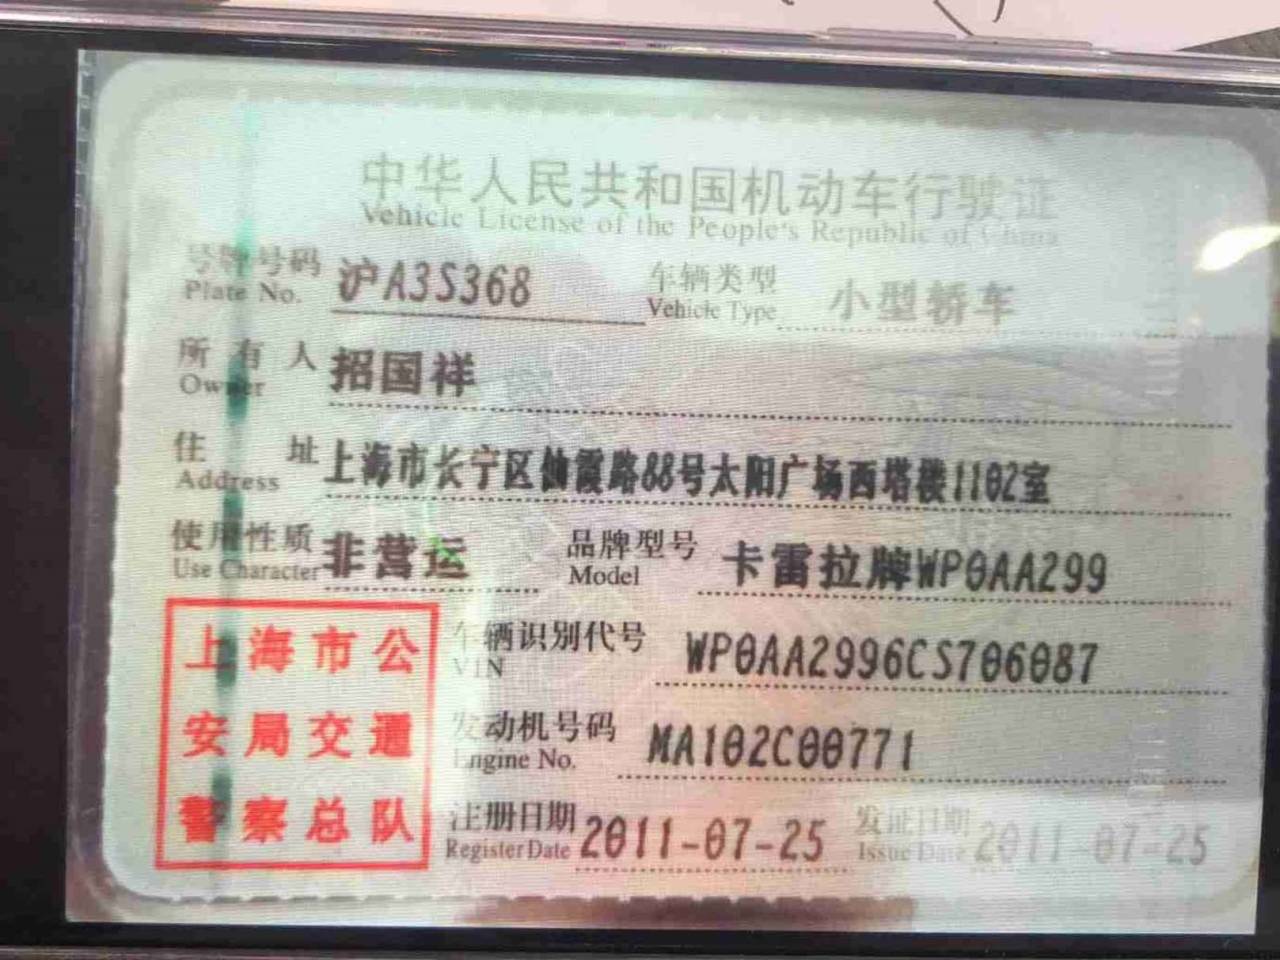 中华人民共和国机动车行驶证
Vehicle License of the People's Republic of China
号牌号码 沪A3S368 车辆类型 小型轿车
Plate No. Vehicle Type
所有人 招国祥
Owner
住址 上海市长宁区仙霞路88号太阳广场西塔楼1102室
Address
使用性质 非营运 品牌型号 卡雷拉牌WP0AA299
Use Character Model
车辆识别代号 WP0AA2996CS706087
VIN
发动机号码 MA102C00771
Engine No.
注册日期 2011-07-25 发证日期 2011-07-25
Register Date Issue Date
上海市公
安局交通
警察总队